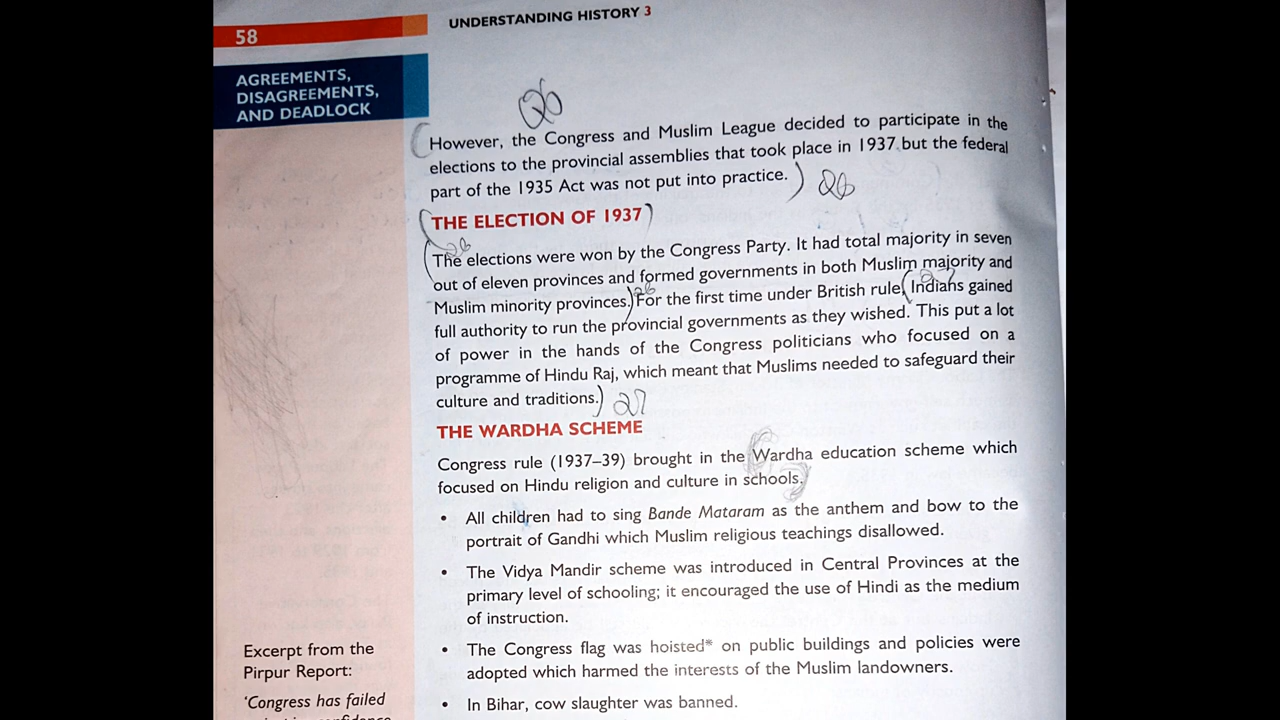 58
UNDERSTANDING HISTORY 3
AGREEMENTS,
DISAGREEMENTS,
AND DEADLOCK
Q6
(However, the Congress and Muslim League decided to participate in the
elections to the provincial assemblies that took place in 1937 but the federal
part of the 1935 Act was not put into practice.) Q6
(THE ELECTION OF 1937)
26
(The elections were won by the Congress Party. It had total majority in seven
out of eleven provinces and formed governments in both Muslim majority and
Muslim minority provinces.) 26 For the first time under British rule, (27 Indians gained
full authority to run the provincial governments as they wished. This put a lot
of power in the hands of the Congress politicians who focused on a
programme of Hindu Raj, which meant that Muslims needed to safeguard their
culture and traditions.) 27
THE WARDHA SCHEME
Congress rule (1937–39) brought in the Wardha education scheme which
focused on Hindu religion and culture in schools.
• All children had to sing Bande Mataram as the anthem and bow to the
portrait of Gandhi which Muslim religious teachings disallowed.
• The Vidya Mandir scheme was introduced in Central Provinces at the
primary level of schooling; it encouraged the use of Hindi as the medium
of instruction.
• The Congress flag was hoisted* on public buildings and policies were
adopted which harmed the interests of the Muslim landowners.
• In Bihar, cow slaughter was banned.
Excerpt from the
Pirpur Report:
‘Congress has failed